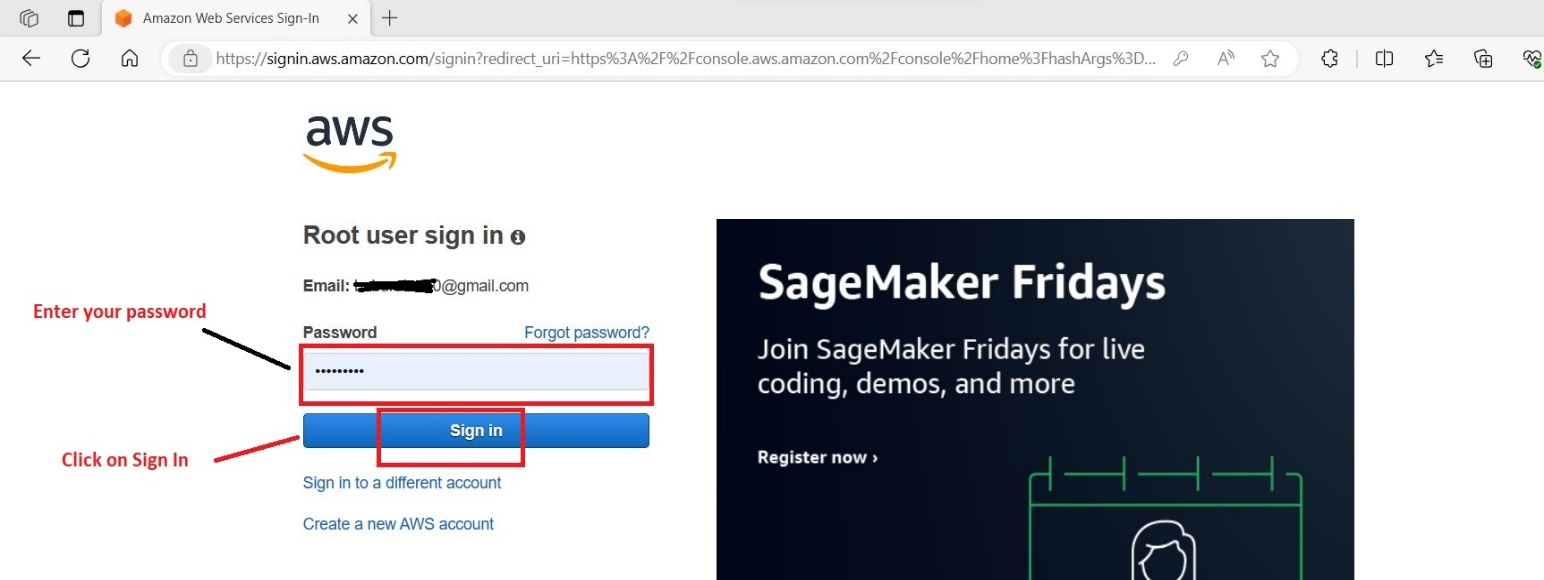 Amazon Web Services Sign-In
https://signin.aws.amazon.com/signin?redirect_uri=https%3A%2F%2Fconsole.aws.amazon.com%2Fconsole%2Fhome%3FhashArgs%3D...
aws
Root user sign in
Email: 0@gmail.com
Enter your password
Password Forgot password?
•••••••••
Sign in
Click on Sign In
Sign in to a different account
Create a new AWS account
SageMaker Fridays
Join SageMaker Fridays for live
coding, demos, and more
Register now ›